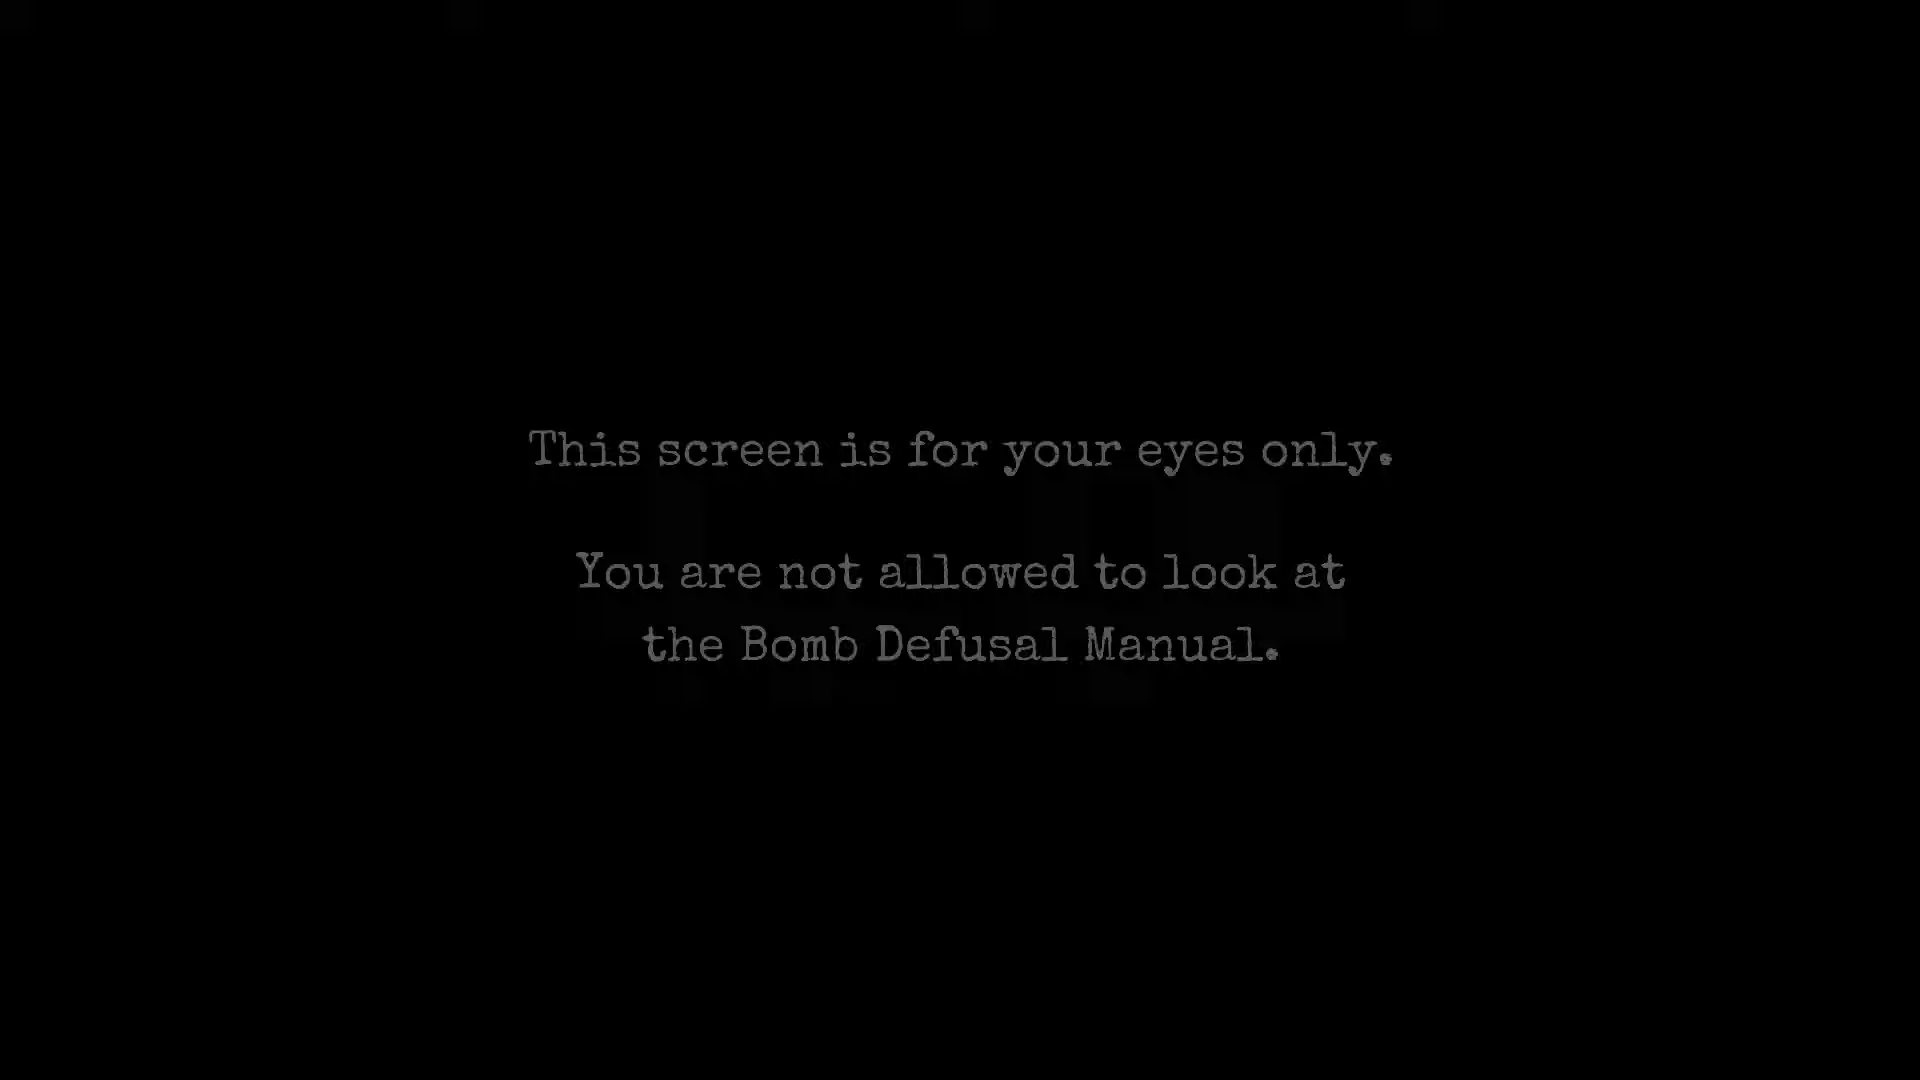 This screen is for your eyes only.
You are not allowed to look at
the Bomb Defusal Manual.